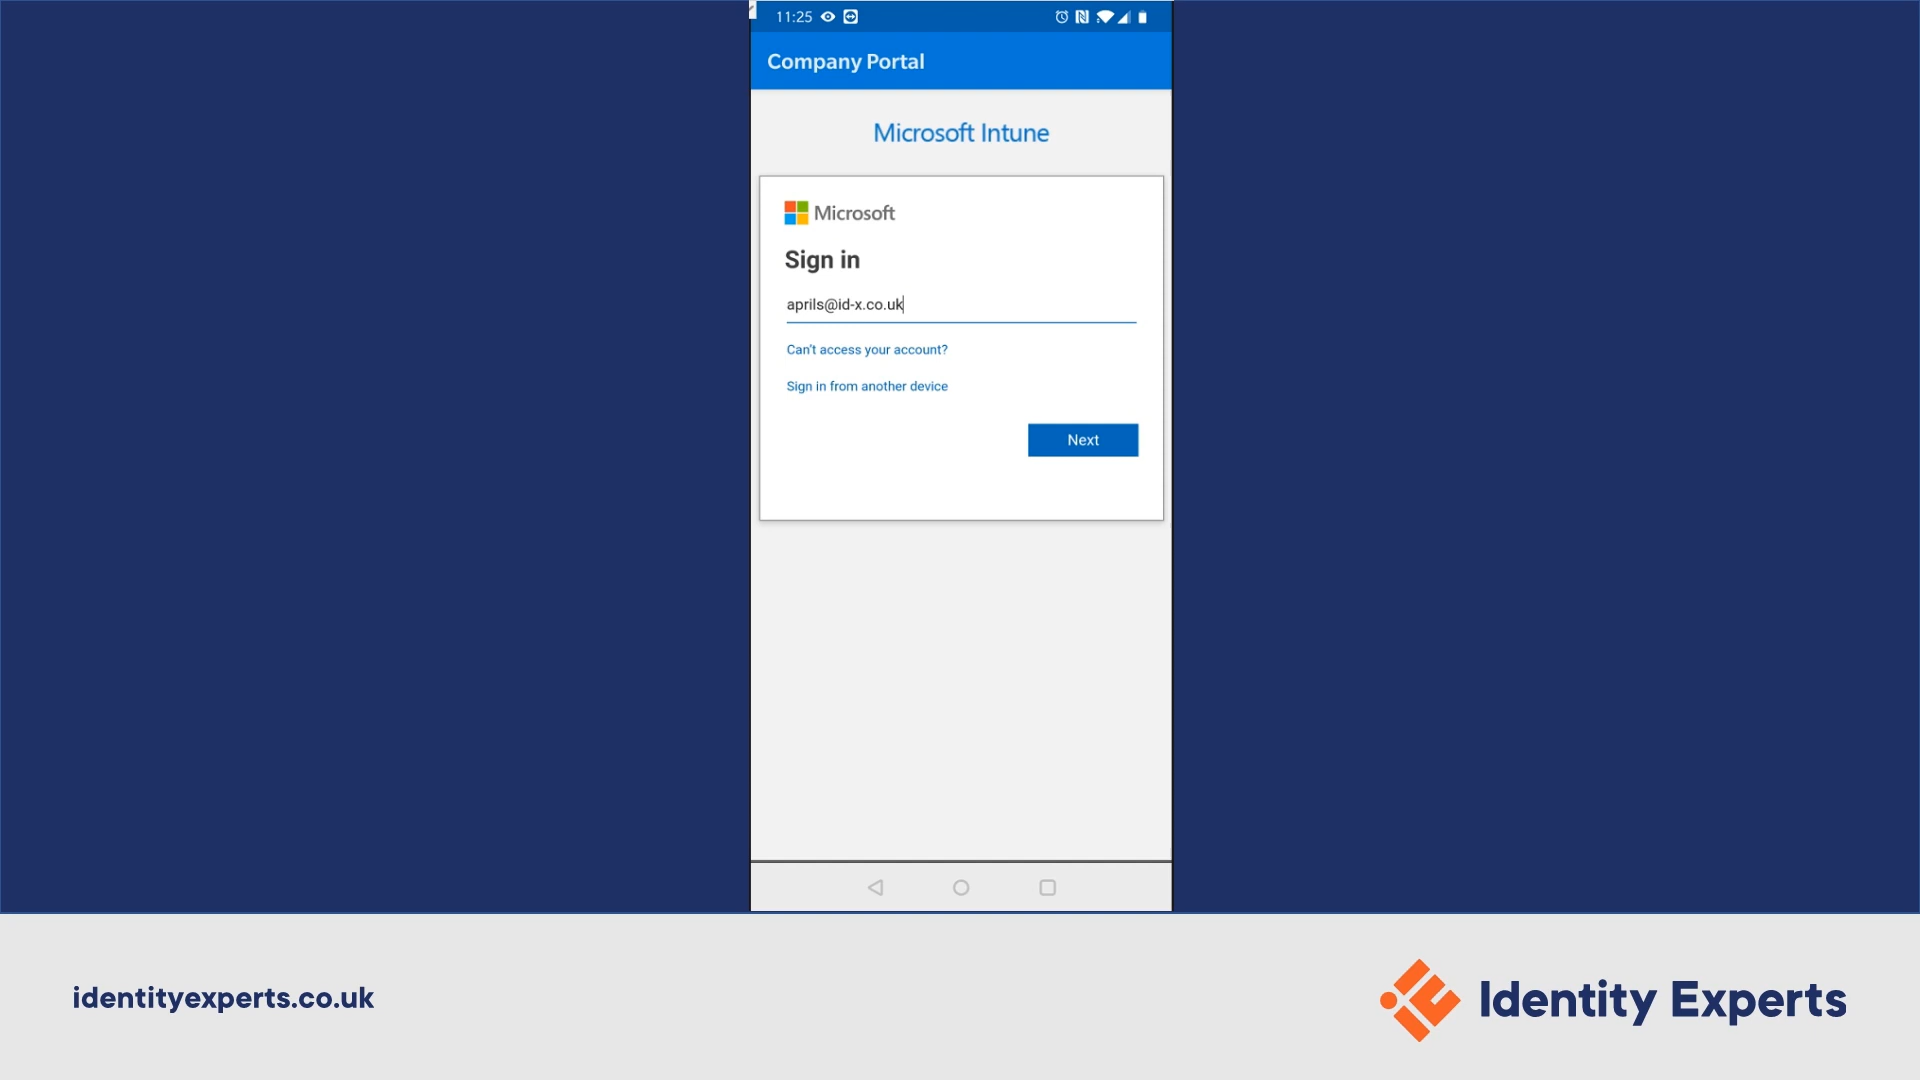 11:25
Company Portal
Microsoft Intune
Microsoft
Sign in
aprils@id-x.co.uk
Can't access your account?
Sign in from another device
Next
identityexperts.co.uk
Identity Experts